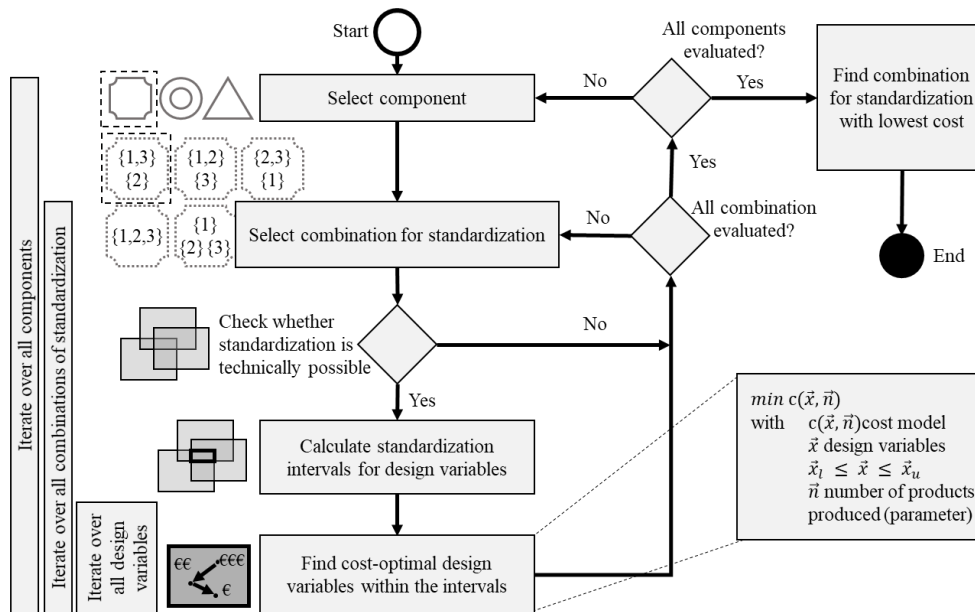 Start
All components
evaluated?
No
Yes
Select component
Find combination
for standardization
with lowest cost
{1,3}
{2}
{1,2}
{3}
{2,3}
{1}
Yes
{1,2,3}
{1}
{2} {3}
Select combination for standardization
No
All combination
evaluated?
End
Check whether
standardization is
technically possible
No
Yes
Calculate standardization
intervals for design variables
Find cost-optimal design
variables within the intervals
€€
€€€
€
min c(x⃗, n⃗)
with c(x⃗, n⃗)cost model
x⃗ design variables
x⃗ₗ ≤ x⃗ ≤ x⃗ᵤ
n⃗ number of products
produced (parameter)
Iterate over all components
Iterate over all combinations of standardization
Iterate over
all design
variables